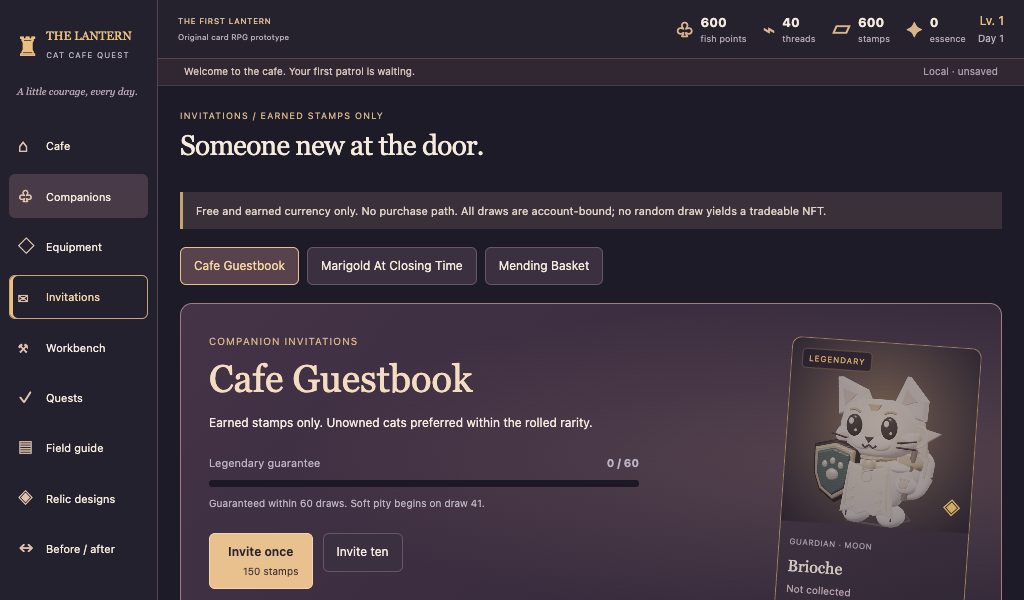 THE LANTERN
CAT CAFE QUEST
A little courage, every day.
Cafe
Companions
Equipment
Invitations
Workbench
Quests
Field guide
Relic designs
Before / after
THE FIRST LANTERN
Original card RPG prototype
600
fish points
40
threads
600
stamps
0
essence
Lv. 1
Day 1
Welcome to the cafe. Your first patrol is waiting.
Local · unsaved
INVITATIONS / EARNED STAMPS ONLY
Someone new at the door.
Free and earned currency only. No purchase path. All draws are account-bound; no random draw yields a tradeable NFT.
Cafe Guestbook
Marigold At Closing Time
Mending Basket
COMPANION INVITATIONS
Cafe Guestbook
Earned stamps only. Unowned cats preferred within the rolled rarity.
Legendary guarantee
0 / 60
Guaranteed within 60 draws. Soft pity begins on draw 41.
Invite once
150 stamps
Invite ten
LEGENDARY
GUARDIAN · MOON
Brioche
Not collected